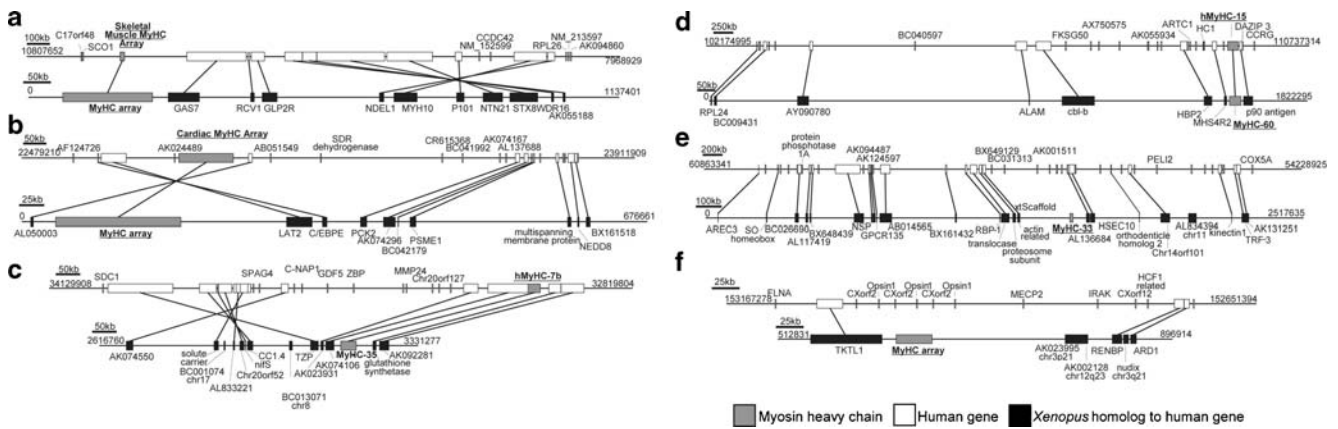 a
100kb
10807652
C17orf48
SCO1
Skeletal
Muscle MyHC
Array
CCDC42
NM_152599
NM_213597
RPL26
AK094860
7968929
50kb
0
MyHC array
GAS7
RCV1
GLP2R
NDEL1
MYH10
P101
NTN21
STX8
WDR16
AK055188
1137401
b
50kb
22479210
AF124726
Cardiac MyHC Array
AK024489
AB051549
SDR
dehydrogenase
CR615368
BC041992
AK074167
AL137688
23911909
25kb
0
AL050003
MyHC array
LAT2
C/EBPE
PCK2
AK074296
BC042179
PSME1
multispanning
membrane protein
NEDD8
BX161518
676661
c
50kb
34129908
SDC1
SPAG4
C-NAP1
GDF5
ZBP
MMP24
Chr20orf127
hMyHC-7b
32819804
50kb
2616760
AK074550
solute
carrier
BC001074
chr17
AL833221
nifS
CC1.4
Chr20orf52
BC013071
chr8
TZP
AK023931
AK074106
MyHC-35
glutathione
synthetase
AK092281
3331277
d
250kb
102174995
BC040597
FKSG50
AX750575
AK055934
ARTC1
HC1
hMyHC-15
DAZIP 3
CCRG
110737314
50kb
0
RPL24
BC009431
AY090780
ALAM
cbl-b
HBP2
MHS4R2
MyHC-60
p90 antigen
1822295
e
200kb
60863341
protein
phosphotase
1A
AK094487
AK124597
BX649129
BC031313
AK001511
PELI2
COX5A
54228925
100kb
0
AREC3
SO
homeobox
BC026690
AL117419
BX648439
NSP
GPCR135
AB014565
BX161432
RBP-1
translocase
proteosome
subunit
xtScaffold
actin
related
MyHC-33
AL136684
HSEC10
orthodenticle
homolog 2
Chr14orf101
AL834394
chr11
kinectin1
TRF-3
AK131251
2517635
f
25kb
153167278
FLNA
Opsin1
CXorf2
Opsin1
CXorf2
Opsin1
CXorf2
MECP2
IRAK
CXorf12
HCF1
related
152651394
25kb
512831
TKTL1
MyHC array
AK023995
chr3p21
AK002128
chr12q23
RENBP
nudix
chr3q21
ARD1
896914
Myosin heavy chain
Human gene
Xenopus homolog to human gene